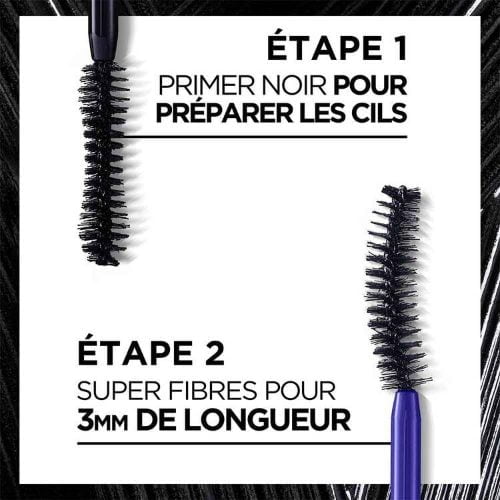 ÉTAPE 1
PRIMER NOIR POUR
PRÉPARER LES CILS
ÉTAPE 2
SUPER FIBRES POUR
3MM DE LONGUEUR